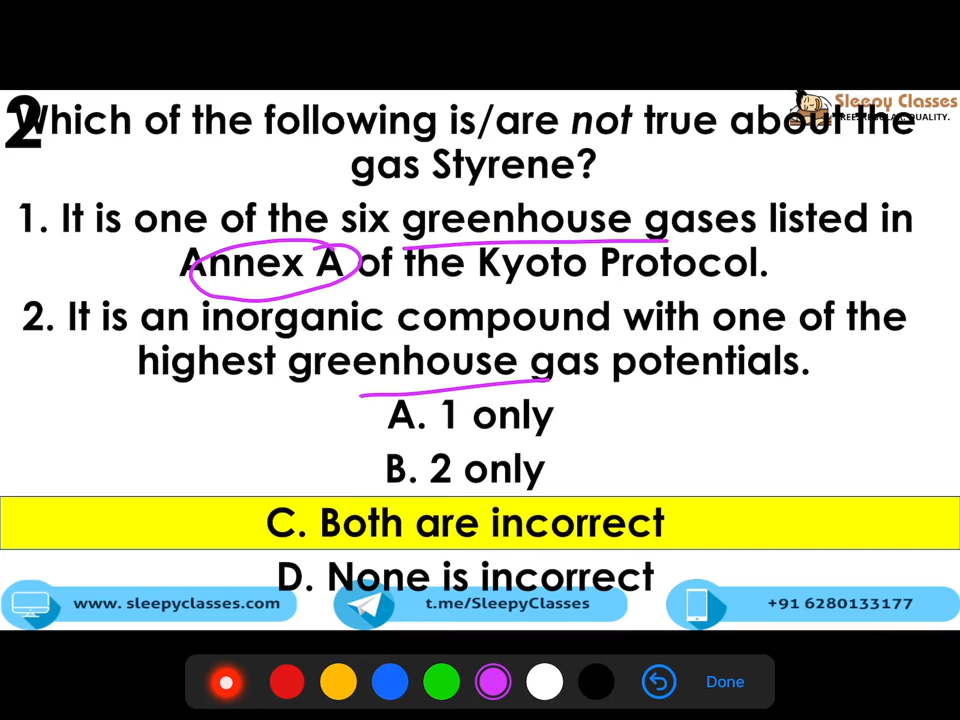 2
Sleepy Classes
FREE. REGULAR. QUALITY.
Which of the following is/are not true about the
gas Styrene?
1. It is one of the six greenhouse gases listed in
Annex A of the Kyoto Protocol.
2. It is an inorganic compound with one of the
highest greenhouse gas potentials.
A. 1 only
B. 2 only
C. Both are incorrect
D. None is incorrect
www. sleepyclasses.com
t.me/SleepyClasses
+91 6280133177
Done